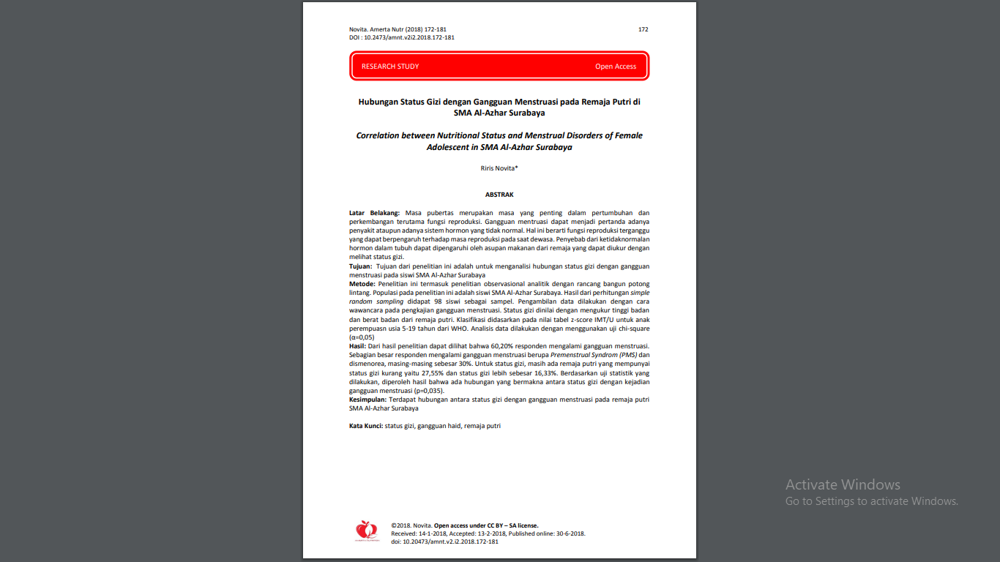 Novita. Amerta Nutr (2018) 172-181
172
DOI : 10.2473/amnt.v2i2.2018.172-181
RESEARCH STUDY
Open Access
Hubungan Status Gizi dengan Gangguan Menstruasi pada Remaja Putri di
SMA Al-Azhar Surabaya
Correlation between Nutritional Status and Menstrual Disorders of Female
Adolescent in SMA Al-Azhar Surabaya
Riris Novita*
ABSTRAK
Latar Belakang: Masa pubertas merupakan masa yang penting dalam pertumbuhan dan
perkembangan terutama fungsi reproduksi. Gangguan mentruasi dapat menjadi pertanda adanya
penyakit ataupun adanya sistem hormon yang tidak normal. Hal ini berarti fungsi reproduksi terganggu
yang dapat berpengaruh terhadap masa reproduksi pada saat dewasa. Penyebab dari ketidaknormalan
hormon dalam tubuh dapat dipengaruhi oleh asupan makanan dari remaja yang dapat diukur dengan
melihat status gizi.
Tujuan: Tujuan dari penelitian ini adalah untuk menganalisi hubungan status gizi dengan gangguan
menstruasi pada siswi SMA Al-Azhar Surabaya
Metode: Penelitian ini termasuk penelitian observasional analitik dengan rancang bangun potong
lintang. Populasi pada penelitian ini adalah siswi SMA Al-Azhar Surabaya. Hasil dari perhitungan simple
random sampling didapat 98 siswi sebagai sampel. Pengambilan data dilakukan dengan cara
wawancara pada pengkajian gangguan menstruasi. Status gizi dinilai dengan mengukur tinggi badan
dan berat badan dari remaja putri. Klasifikasi didasarkan pada nilai tabel z-score IMT/U untuk anak
perempuan usia 5-19 tahun dari WHO. Analisis data dilakukan dengan menggunakan uji chi-square
(α=0,05)
Hasil: Dari hasil penelitian dapat dilihat bahwa 60,20% responden mengalami gangguan menstruasi.
Sebagian besar responden mengalami gangguan menstruasi berupa Premenstrual Syndrom (PMS) dan
dismenorea, masing-masing sebesar 30%. Untuk status gizi, masih ada remaja putri yang mempunyai
status gizi kurang yaitu 27,55% dan status gizi lebih sebesar 16,33%. Berdasarkan uji statistik yang
dilakukan, diperoleh hasil bahwa ada hubungan yang bermakna antara status gizi dengan kejadian
gangguan menstruasi (p=0,035).
Kesimpulan: Terdapat hubungan antara status gizi dengan gangguan menstruasi pada remaja putri
SMA Al-Azhar Surabaya
Kata Kunci: status gizi, gangguan haid, remaja putri
Activate Windows
Go to Settings to activate Windows.
©2018. Novita. Open access under CC BY – SA license.
Received: 14-1-2018, Accepted: 13-2-2018, Published online: 30-6-2018.
doi: 10.20473/amnt.v2.i2.2018.172-181